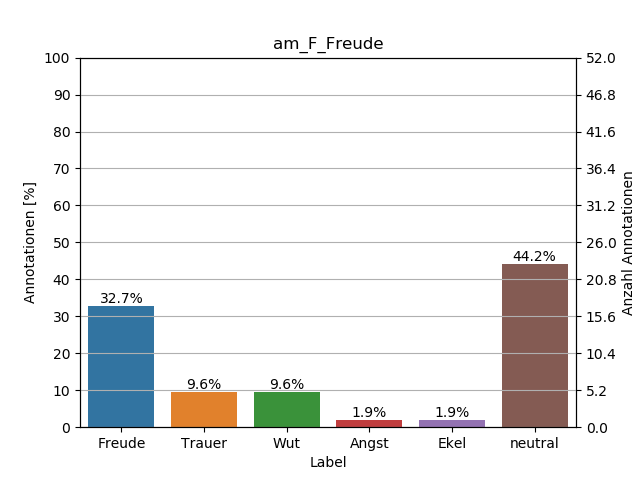 am_F_Freude
100
90
80
70
60
50
40
30
20
10
0
Annotationen [%]
52.0
46.8
41.6
36.4
31.2
26.0
20.8
15.6
10.4
5.2
0.0
Anzahl Annotationen
32.7%
9.6%
9.6%
1.9%
1.9%
44.2%
Freude
Trauer
Wut
Angst
Ekel
neutral
Label